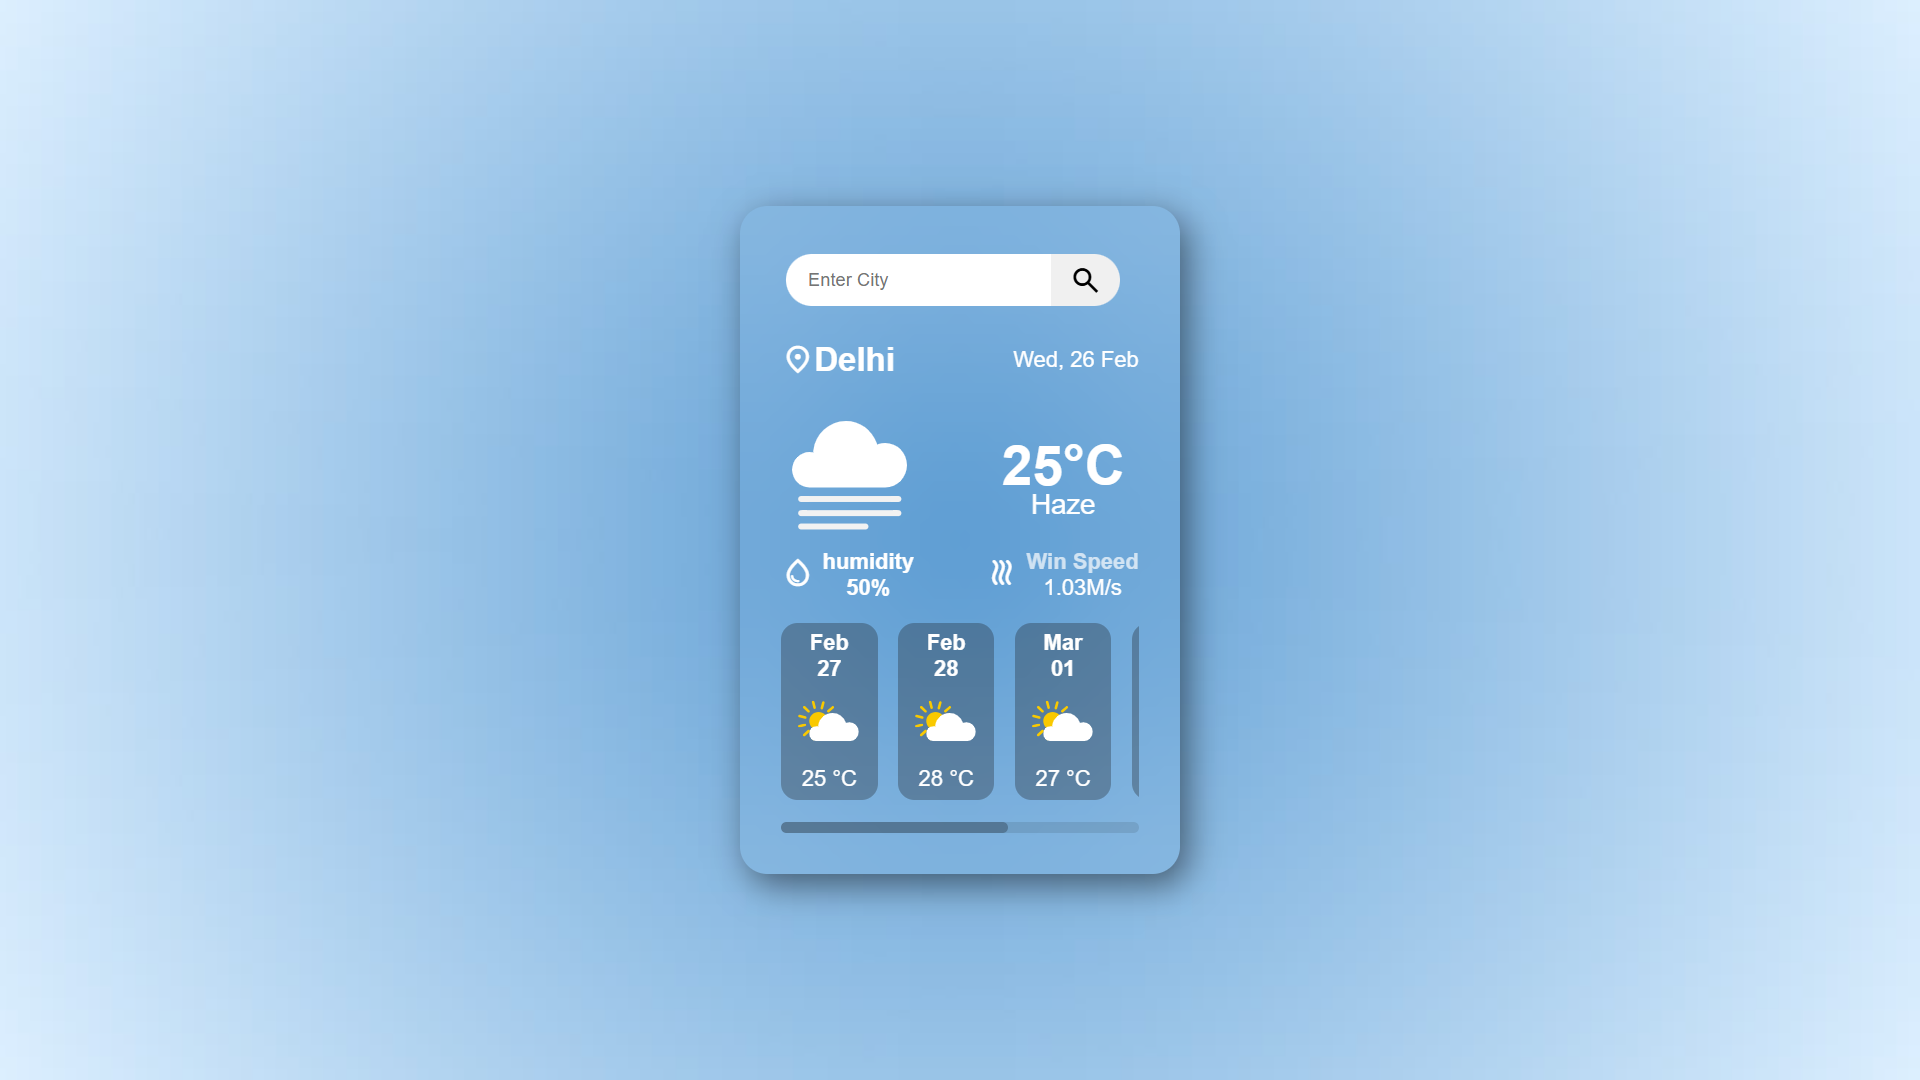 Enter City
Delhi
Wed, 26 Feb
25°C
Haze
humidity
50%
Win Speed
1.03M/s
Feb
27
25 °C
Feb
28
28 °C
Mar
01
27 °C